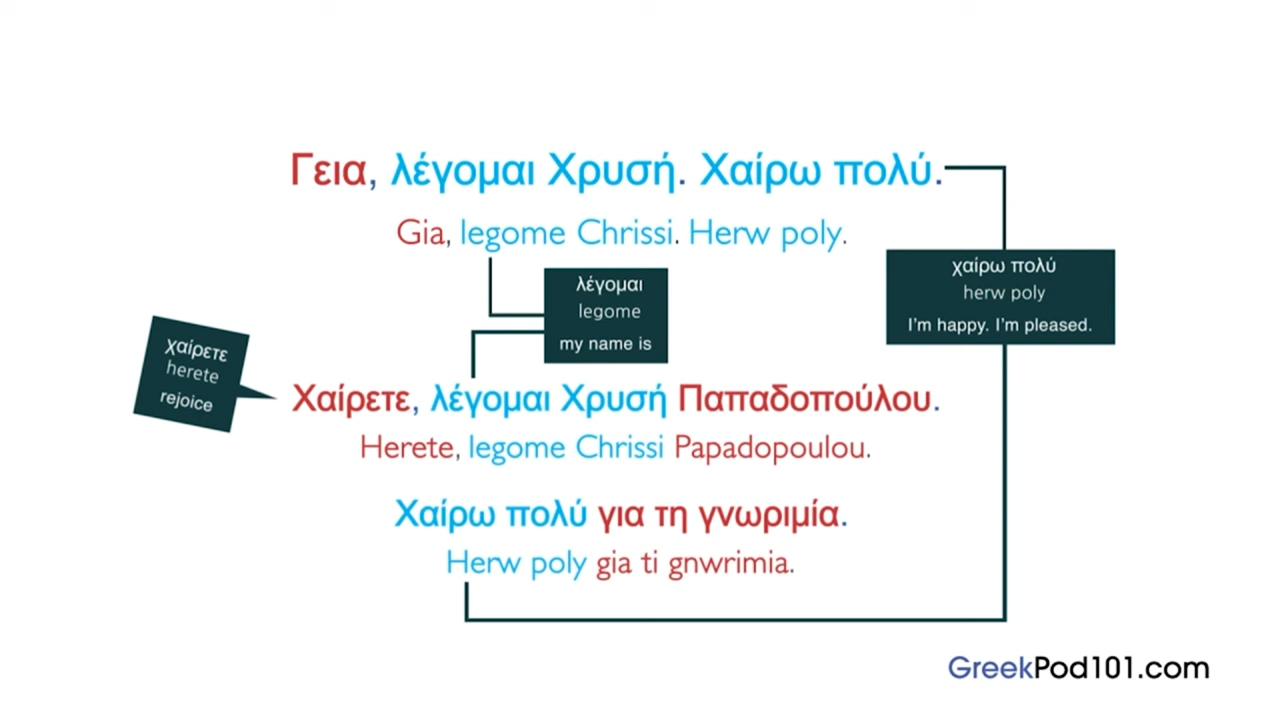 Γεια, λέγομαι Χρυσή. Χαίρω πολύ.
Gia, legome Chrissi. Herw poly.
χαίρω πολύ
herw poly
I'm happy. I'm pleased.
λέγομαι
legome
my name is
χαίρετε
herete
rejoice
Χαίρετε, λέγομαι Χρυσή Παπαδοπούλου.
Herete, legome Chrissi Papadopoulou.
Χαίρω πολύ για τη γνωριμία.
Herw poly gia ti gnwrimia.
GreekPod101.com